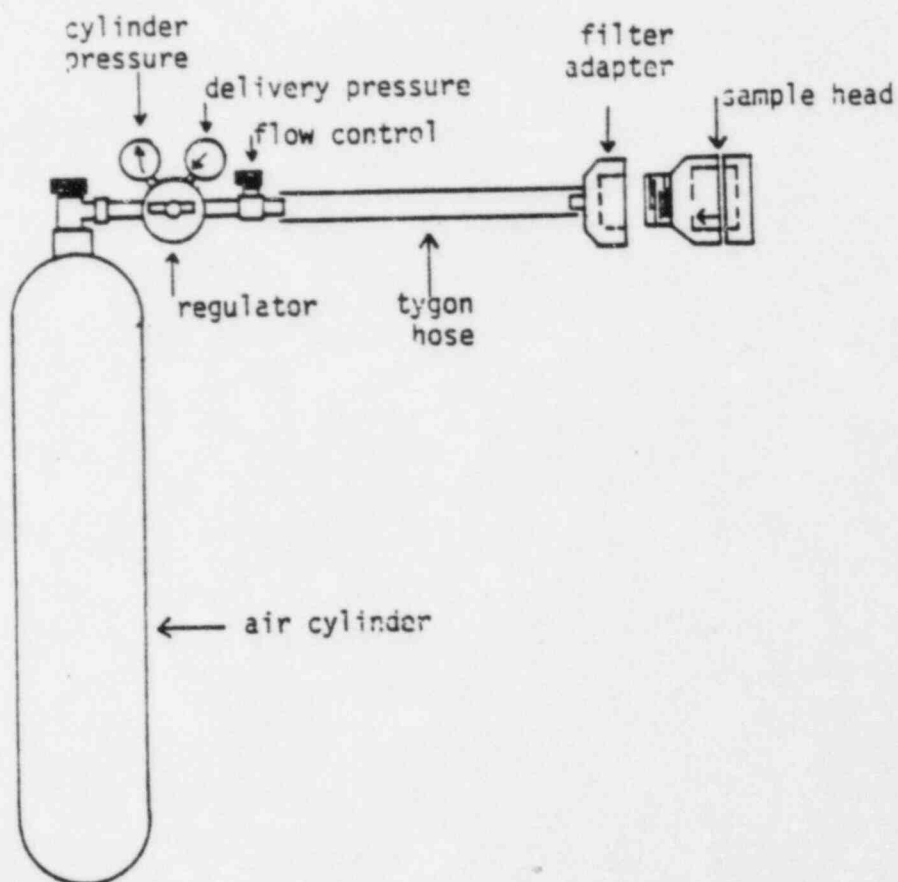 cylinder
pressure
delivery pressure
flow control
filter
adapter
sample head
regulator
tygon
hose
air cylinder